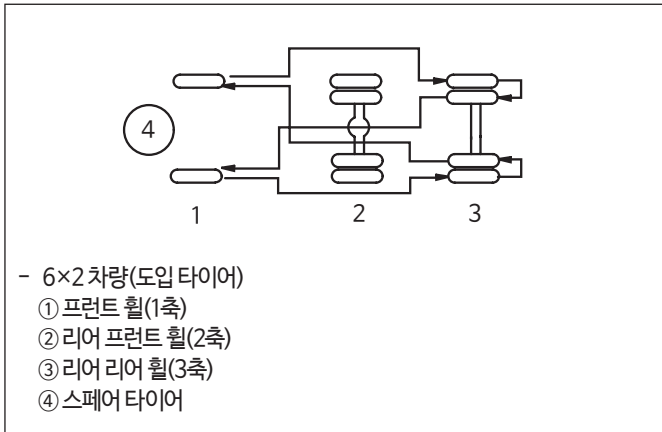 4
1 2 3
- 6×2 차량(도입 타이어)
① 프런트 휠(1축)
② 리어 프런트 휠(2축)
③ 리어 리어 휠(3축)
④ 스페어 타이어